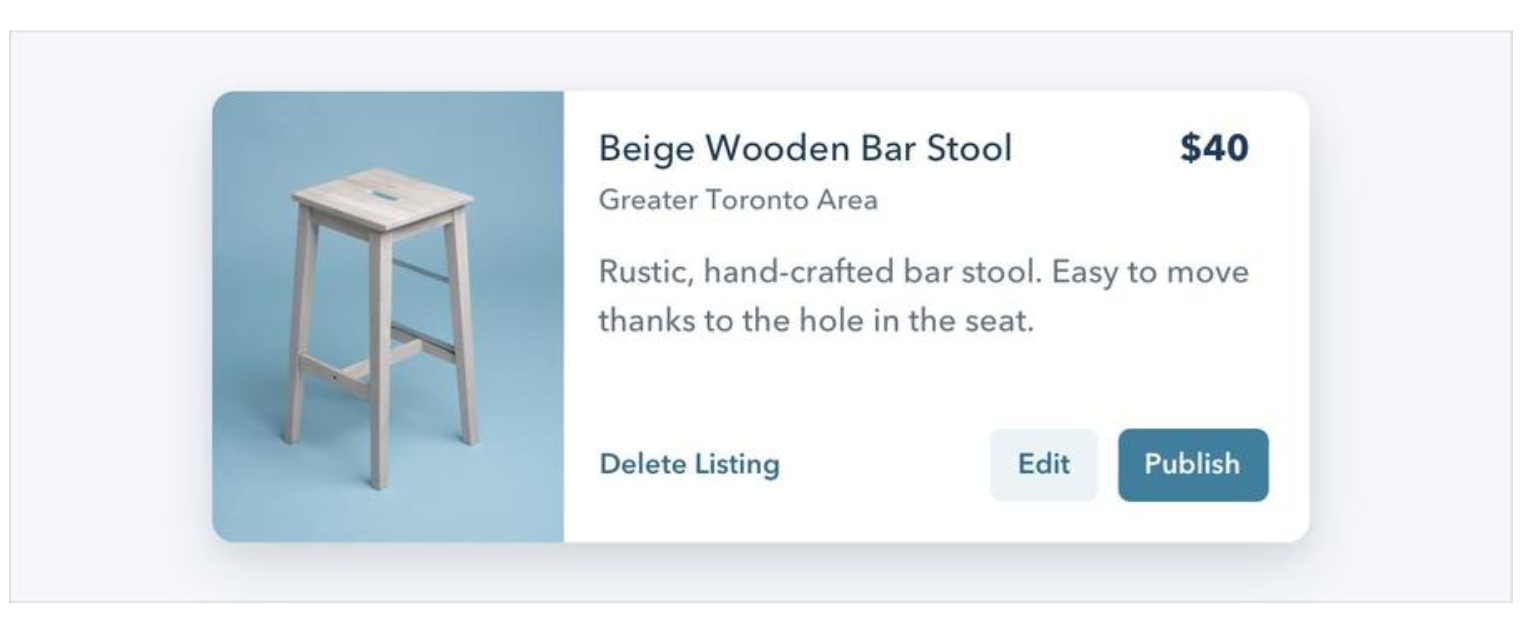 Beige Wooden Bar Stool $40
Greater Toronto Area
Rustic, hand-crafted bar stool. Easy to move
thanks to the hole in the seat.
Delete Listing Edit Publish